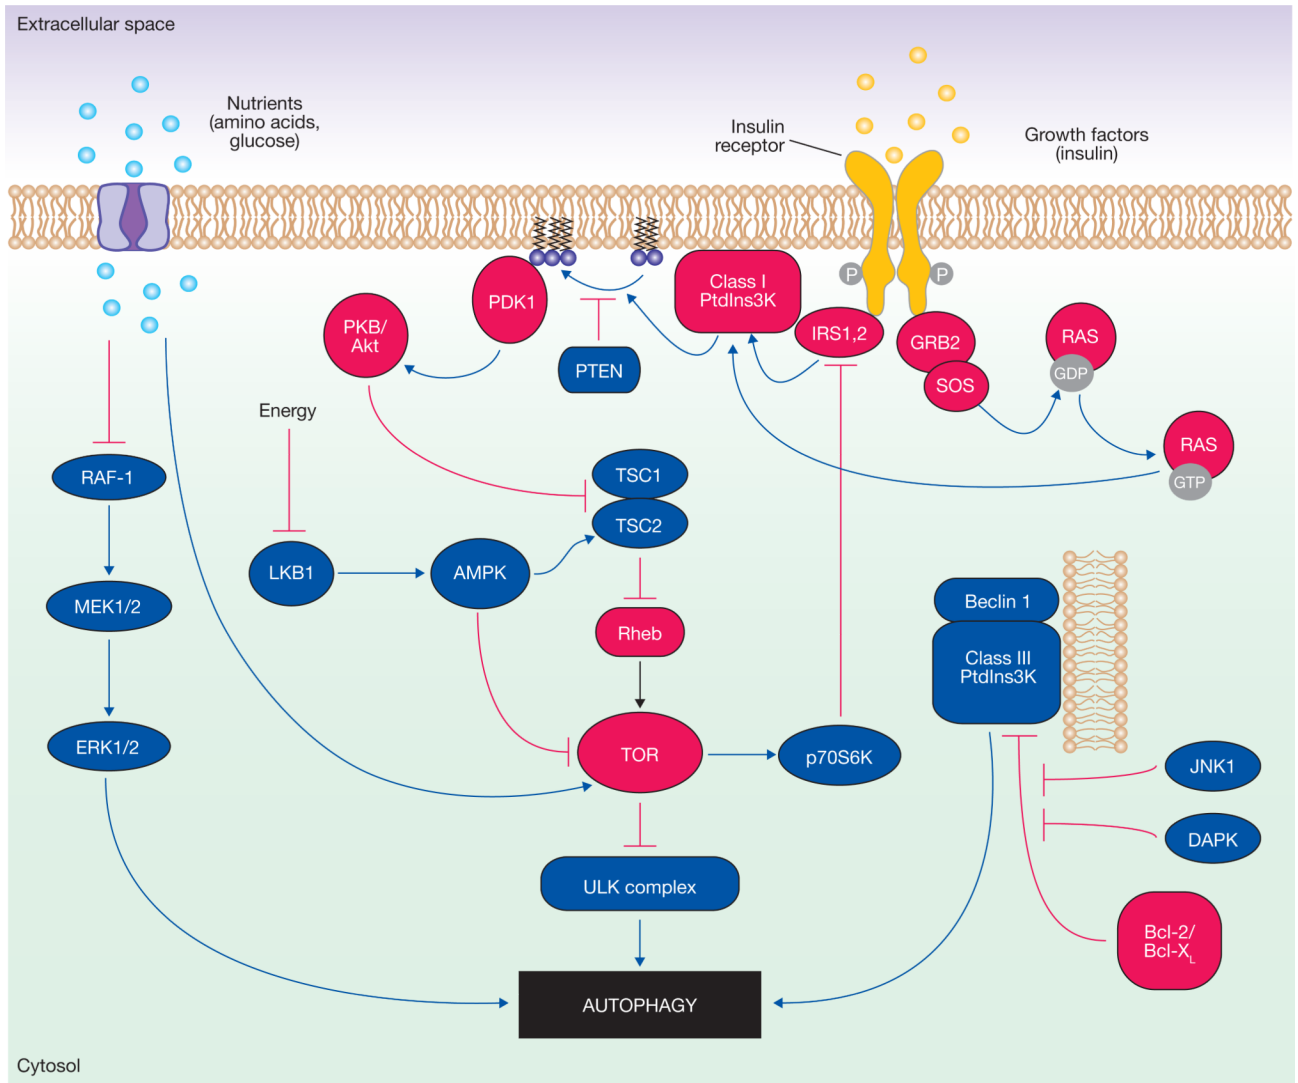 Extracellular space
Nutrients
(amino acids,
glucose)
Insulin
receptor
Growth factors
(insulin)
P
P
PDK1
Class I
PtdIns3K
PKB/
Akt
PTEN
IRS1,2
GRB2
SOS
RAS
GDP
RAS
GTP
Energy
RAF-1
TSC1
TSC2
LKB1
AMPK
MEK1/2
Rheb
Beclin 1
Class III
PtdIns3K
ERK1/2
TOR
p70S6K
JNK1
DAPK
ULK complex
Bcl-2/
Bcl-XL
AUTOPHAGY
Cytosol